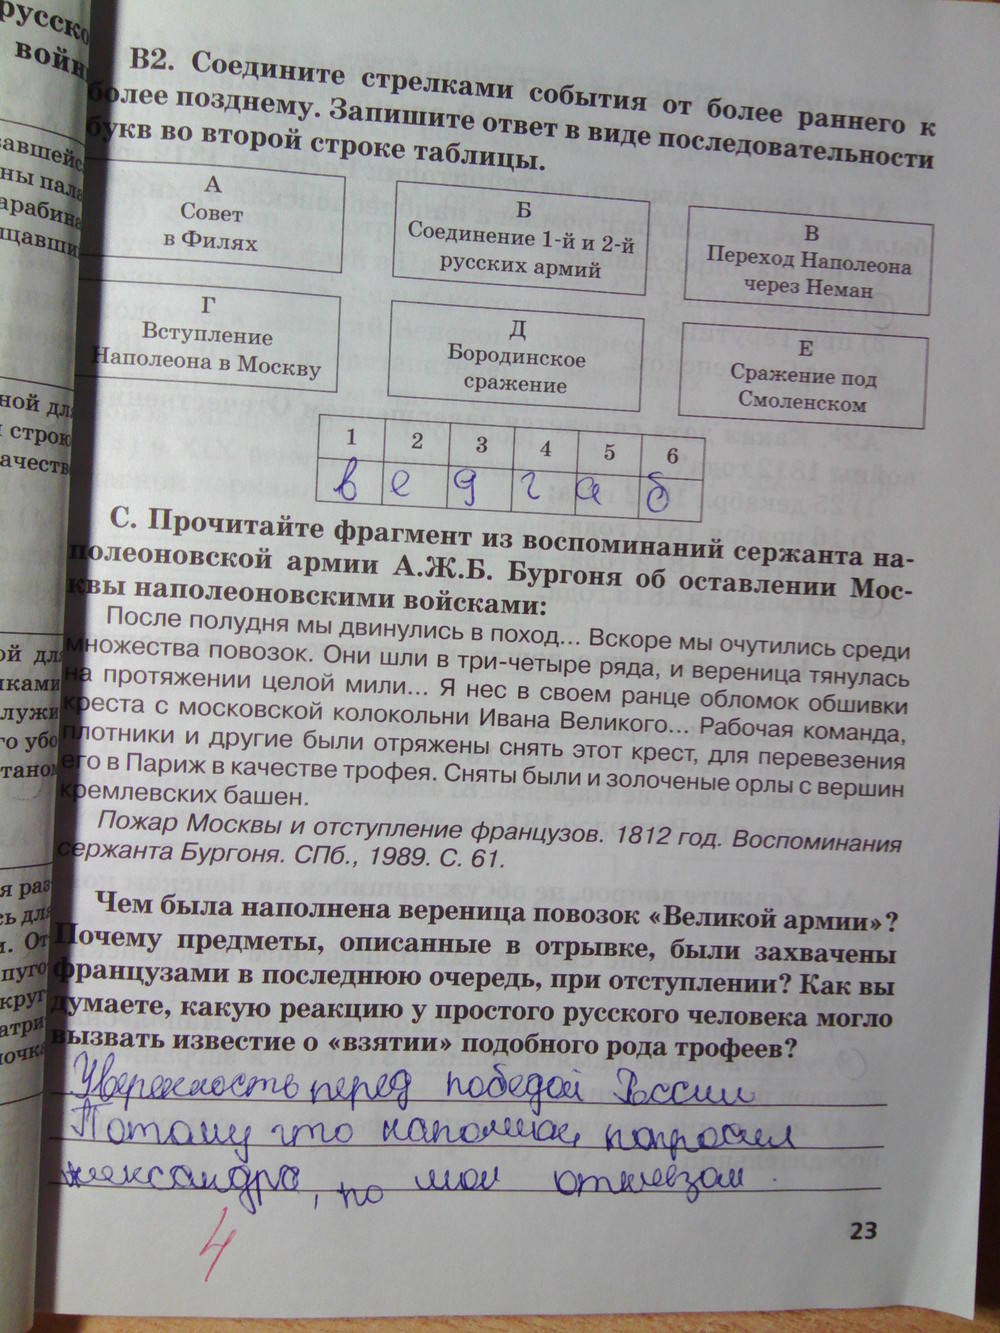 русско
войн
В2. Соедините стрелками события от более раннего к
более позднему. Запишите ответ в виде последовательности
букв во второй строке таблицы.
А
Совет
в Филях
Б
Соединение 1-й и 2-й
русских армий
В
Переход Наполеона
через Неман
Г
Вступление
Наполеона в Москву
Д
Бородинское
сражение
Е
Сражение под
Смоленском
1 2 3 4 5 6
в е д г а б
С. Прочитайте фрагмент из воспоминаний сержанта на-
полеоновской армии А.Ж.Б. Бургоня об оставлении Мос-
квы наполеоновскими войсками:
После полудня мы двинулись в поход... Вскоре мы очутились среди
множества повозок. Они шли в три-четыре ряда, и вереница тянулась
на протяжении целой мили... Я нес в своем ранце обломок обшивки
креста с московской колокольни Ивана Великого... Рабочая команда,
плотники и другие были отряжены снять этот крест, для перевезения
его в Париж в качестве трофея. Сняты были и золоченые орлы с вершин
кремлевских башен.
Пожар Москвы и отступление французов. 1812 год. Воспоминания
сержанта Бургоня. СПб., 1989. С. 61.
Чем была наполнена вереница повозок «Великой армии»?
Почему предметы, описанные в отрывке, были захвачены
французами в последнюю очередь, при отступлении? Как вы
думаете, какую реакцию у простого русского человека могло
вызвать известие о «взятии» подобного рода трофеев?
Уверенность перед победой России
Потому что попросил
но
4
23